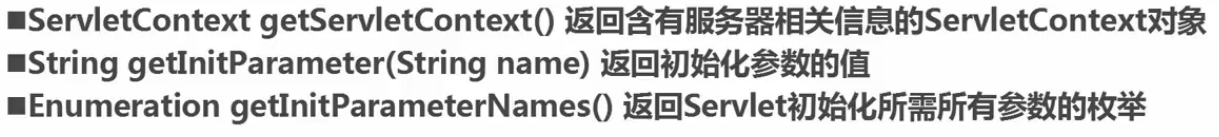 ■ServletContext getServletContext() 返回含有服务器相关信息的ServletContext对象
■String getInitParameter(String name) 返回初始化参数的值
■Enumeration getInitParameterNames() 返回Servlet初始化所需所有参数的枚举